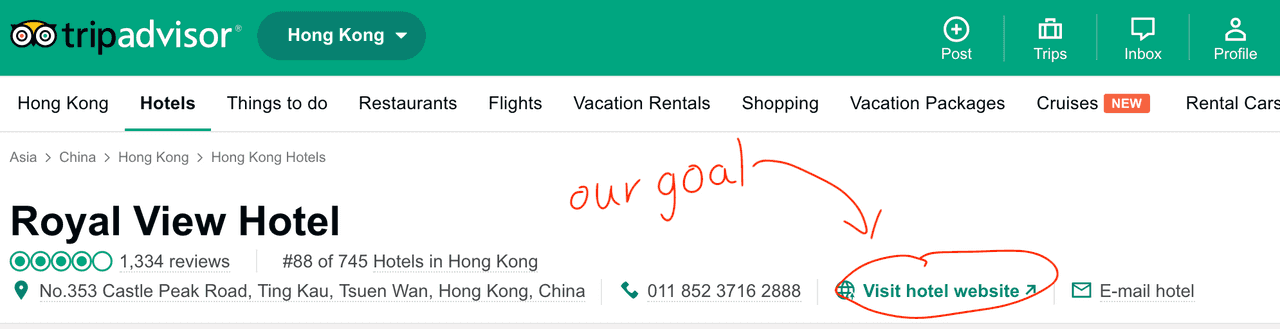 tripadvisor® Hong Kong Post Trips Inbox Profile
Hong Kong Hotels Things to do Restaurants Flights Vacation Rentals Shopping Vacation Packages Cruises NEW Rental Cars
Asia > China > Hong Kong > Hong Kong Hotels
our goal
Royal View Hotel
1,334 reviews #88 of 745 Hotels in Hong Kong
No.353 Castle Peak Road, Ting Kau, Tsuen Wan, Hong Kong, China 011 852 3716 2888 Visit hotel website ↗ E-mail hotel